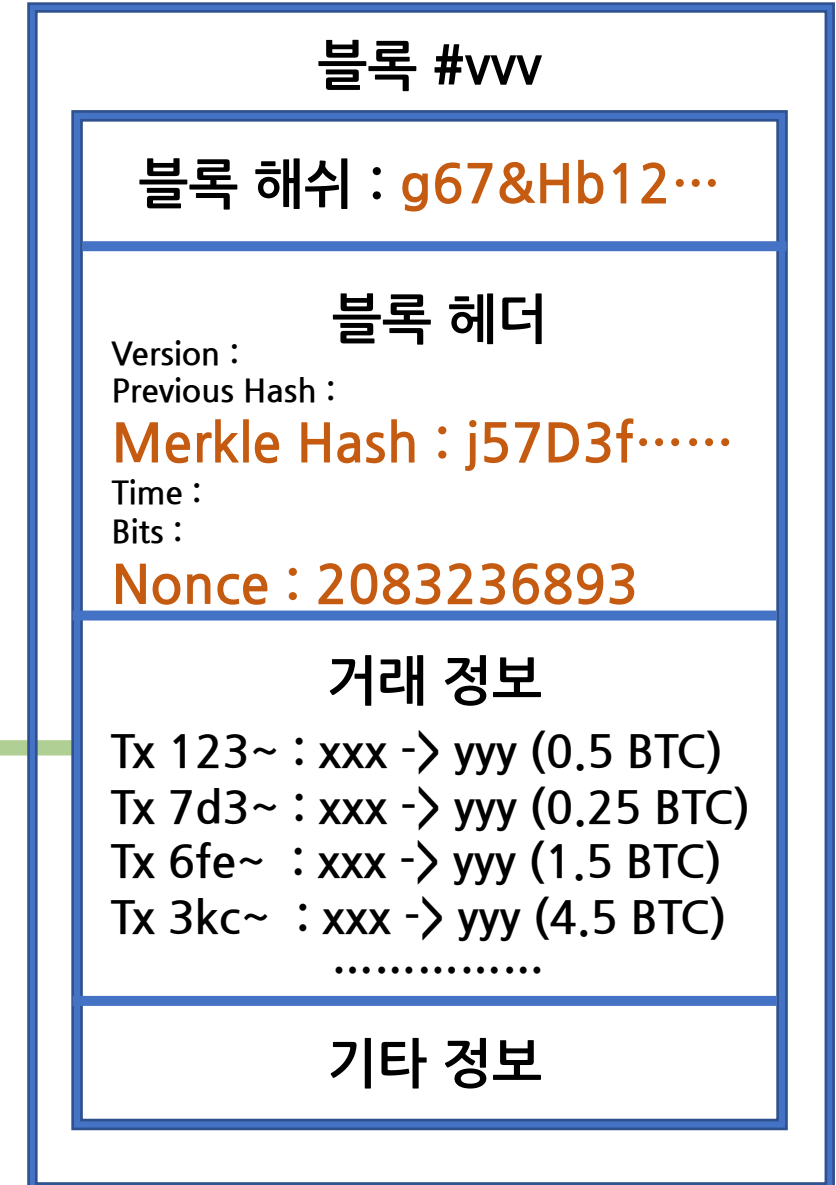 블록 #vvv
블록 해쉬 : g67&Hb12…
블록 헤더
Version :
Previous Hash :
Merkle Hash : j57D3f……
Time :
Bits :
Nonce : 2083236893
거래 정보
Tx 123~ : xxx -> yyy (0.5 BTC)
Tx 7d3~ : xxx -> yyy (0.25 BTC)
Tx 6fe~ : xxx -> yyy (1.5 BTC)
Tx 3kc~ : xxx -> yyy (4.5 BTC)
……………
기타 정보